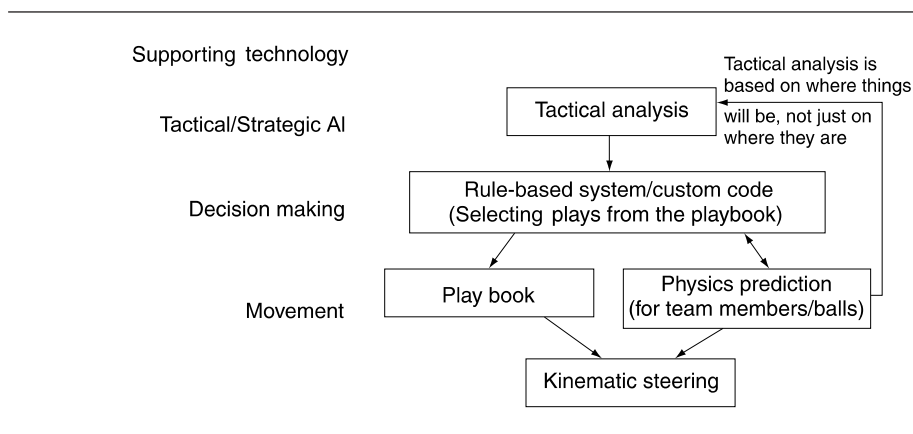 Supporting technology
Tactical analysis is
based on where things
will be, not just on
where they are
Tactical/Strategic AI
Tactical analysis
Decision making
Rule-based system/custom code
(Selecting plays from the playbook)
Movement
Play book
Physics prediction
(for team members/balls)
Kinematic steering